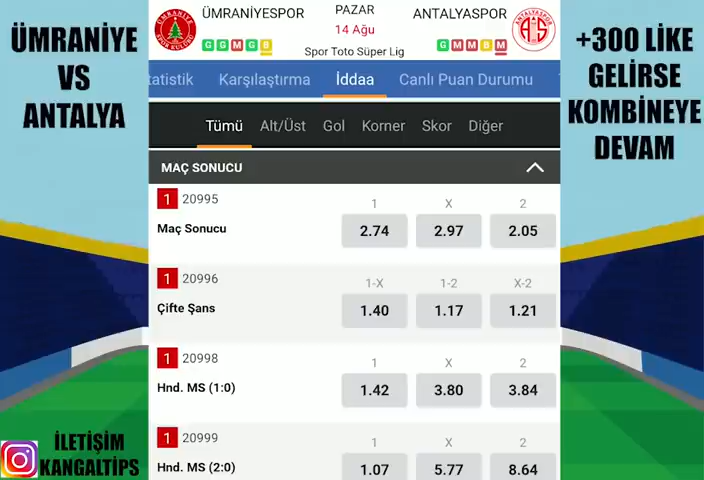 ÜMRANİYE
VS
ANTALYA
ÜMRANİYESPOR
G G M G B
PAZAR
14 Ağu
Spor Toto Süper Lig
ANTALYASPOR
G M M B M
+300 LİKE
GELİRSE
KOMBİNEYE
DEVAM
tatistik Karşılaştırma İddaa Canlı Puan Durumu
Tümü Alt/Üst Gol Korner Skor Diğer
MAÇ SONUCU
1 20995
Maç Sonucu
1 X 2
2.74 2.97 2.05
1 20996
Çifte Şans
1-X 1-2 X-2
1.40 1.17 1.21
1 20998
Hnd. MS (1:0)
1 X 2
1.42 3.80 3.84
1 20999
Hnd. MS (2:0)
1 X 2
1.07 5.77 8.64
İLETİŞİM
KANGALTİPS